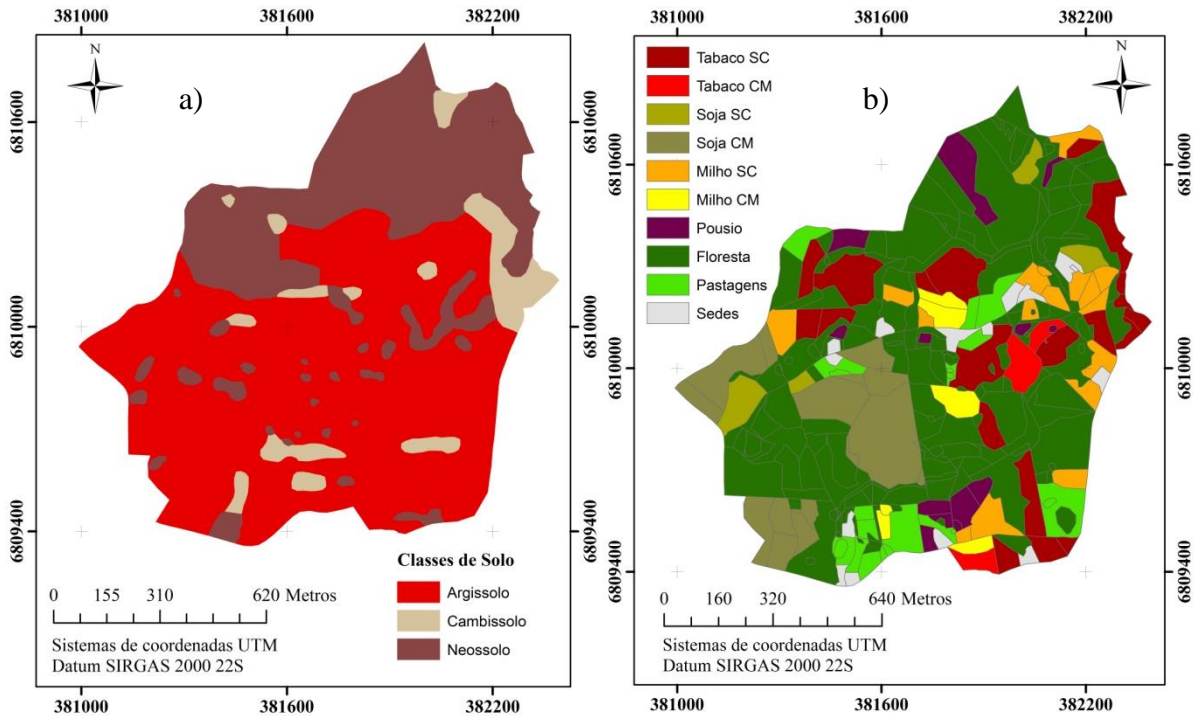 381000 381600 382200
N
a)
6810600
6810000
6809400
6810600
6810000
6809400
Classes de Solo
Argissolo
Cambissolo
Neossolo
0 155 310 620 Metros
Sistemas de coordenadas UTM
Datum SIRGAS 2000 22S
381000 381600 382200
381000 381600 382200
N
b)
Tabaco SC
Tabaco CM
Soja SC
Soja CM
Milho SC
Milho CM
Pousio
Floresta
Pastagens
Sedes
6810600
6810000
6809400
6810600
6810000
6809400
0 160 320 640 Metros
Sistemas de coordenadas UTM
Datum SIRGAS 2000 22S
381000 381600 382200